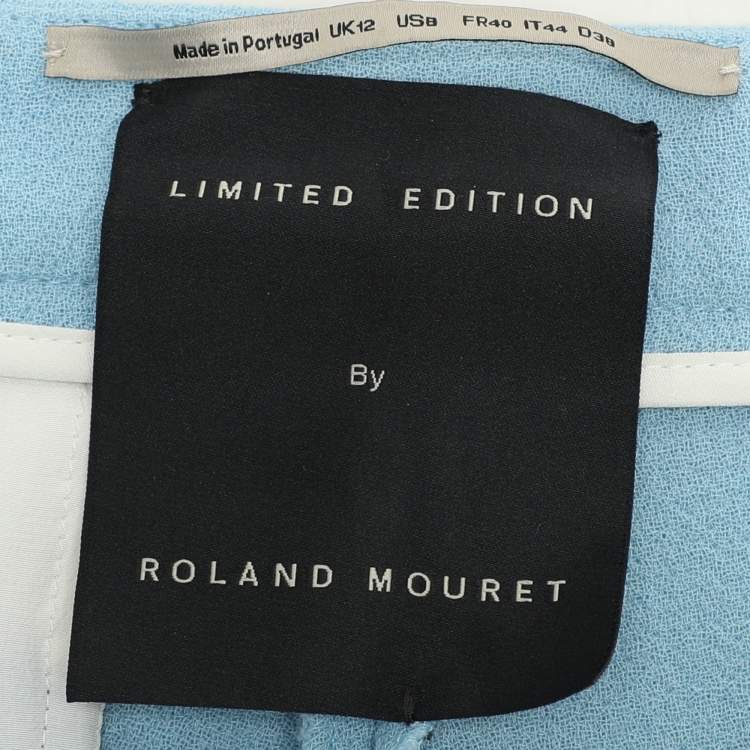 Made in Portugal UK12 US8 FR40 IT44 D38
LIMITED EDITION
By
ROLAND MOURET